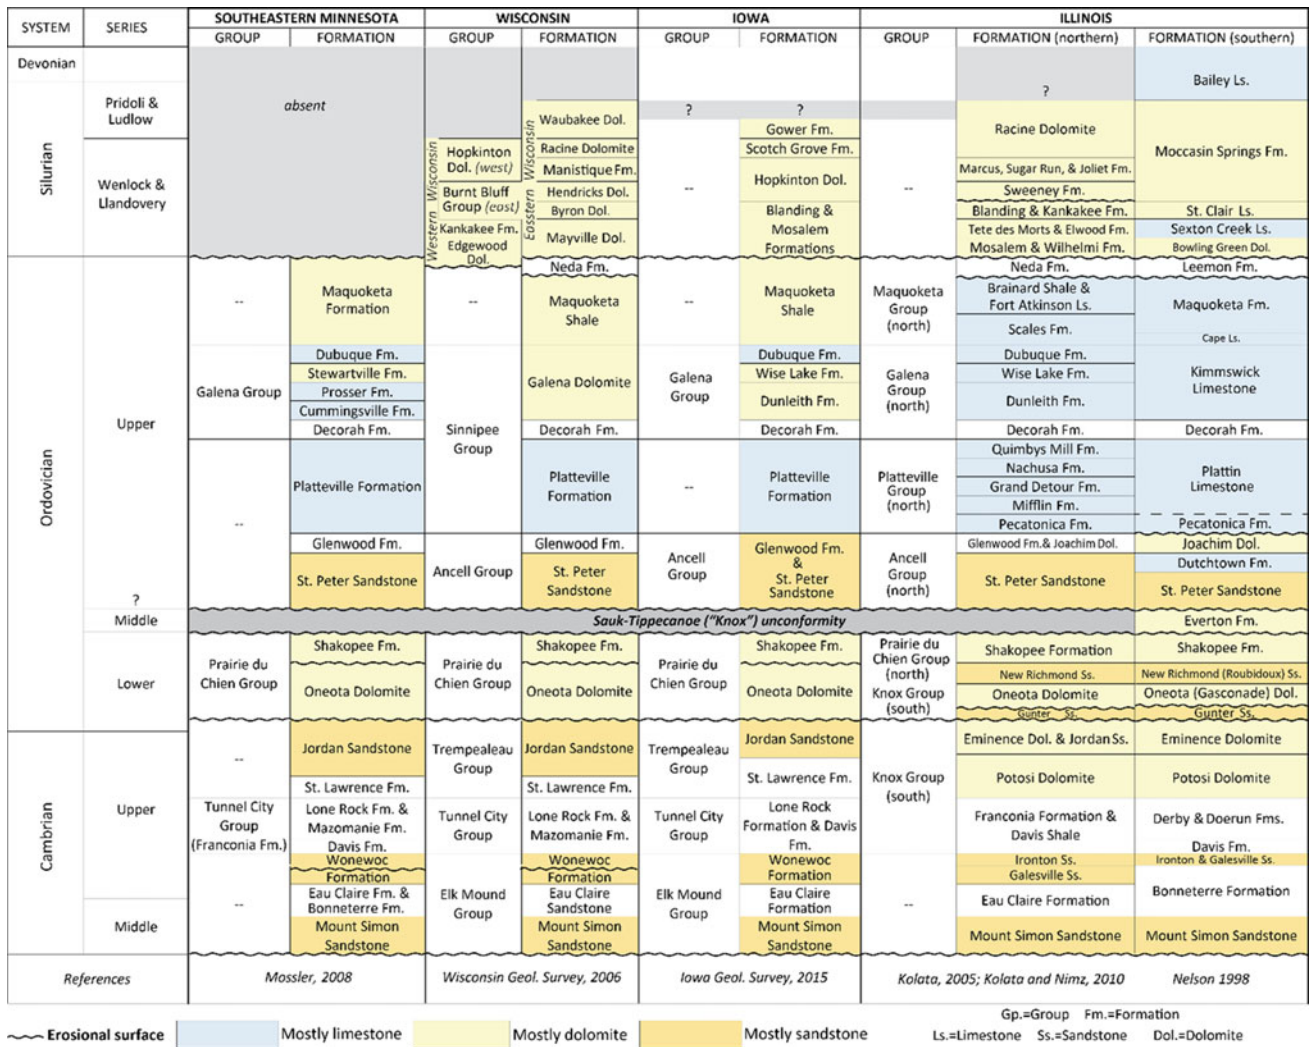 SYSTEM SERIES SOUTHEASTERN MINNESOTA WISCONSIN IOWA ILLINOIS
GROUP FORMATION GROUP FORMATION GROUP FORMATION GROUP FORMATION (northern) FORMATION (southern)
Devonian
Silurian
Ordovician
Cambrian
Pridoli &
Ludlow
Wenlock &
Llandovery
Upper
?
Middle
Lower
Upper
Middle
absent
--
Galena Group
--
Prairie du
Chien Group
--
Tunnel City
Group
(Franconia Fm.)
--
Maquoketa
Formation
Dubuque Fm.
Stewartville Fm.
Prosser Fm.
Cummingsville Fm.
Decorah Fm.
Platteville Formation
Glenwood Fm.
St. Peter Sandstone
Shakopee Fm.
Oneota Dolomite
Jordan Sandstone
St. Lawrence Fm.
Lone Rock Fm. &
Mazomanie Fm.
Davis Fm.
Wonewoc
Formation
Eau Claire Fm. &
Bonneterre Fm.
Mount Simon
Sandstone
Western Wisconsin
Hopkinton
Dol. (west)
Burnt Bluff
Group (east)
Kankakee Fm.
Edgewood
Dol.
--
Sinnipee
Group
Ancell Group
Prairie du
Chien Group
Trempealeau
Group
Tunnel City
Group
Elk Mound
Group
Easstern Wisconsin
Waubakee Dol.
Racine Dolomite
Manistique Fm.
Hendricks Dol.
Byron Dol.
Mayville Dol.
Neda Fm.
Maquoketa
Shale
Galena Dolomite
Decorah Fm.
Platteville
Formation
Glenwood Fm.
St. Peter
Sandstone
Sauk-Tippecanoe ("Knox") unconformity
Shakopee Fm.
Oneota Dolomite
Jordan Sandstone
St. Lawrence Fm.
Lone Rock Fm. &
Mazomanie Fm.
Wonewoc
Formation
Eau Claire
Sandstone
Mount Simon
Sandstone
?
--
--
Galena
Group
--
Ancell
Group
Prairie du
Chien Group
Trempealeau
Group
Tunnel City
Group
Elk Mound
Group
?
Gower Fm.
Scotch Grove Fm.
Hopkinton Dol.
Blanding &
Mosalem
Formations
Maquoketa
Shale
Dubuque Fm.
Wise Lake Fm.
Dunleith Fm.
Decorah Fm.
Platteville
Formation
Glenwood Fm.
&
St. Peter
Sandstone
Shakopee Fm.
Oneota Dolomite
Jordan Sandstone
St. Lawrence Fm.
Lone Rock
Formation & Davis
Fm.
Wonewoc
Formation
Eau Claire
Formation
Mount Simon
Sandstone
--
Maquoketa
Group
(north)
Galena
Group
(north)
Platteville
Group
(north)
Ancell
Group
(north)
Prairie du
Chien Group
(north)
Knox Group
(south)
Knox Group
(south)
--
?
Racine Dolomite
Marcus, Sugar Run, & Joliet Fm.
Sweeney Fm.
Blanding & Kankakee Fm.
Tete des Morts & Elwood Fm.
Mosalem & Wilhelmi Fm.
Neda Fm.
Brainard Shale &
Fort Atkinson Ls.
Scales Fm.
Dubuque Fm.
Wise Lake Fm.
Dunleith Fm.
Decorah Fm.
Quimbys Mill Fm.
Nachusa Fm.
Grand Detour Fm.
Mifflin Fm.
Pecatonica Fm.
Glenwood Fm.& Joachim Dol.
St. Peter Sandstone
Shakopee Formation
New Richmond Ss.
Oneota Dolomite
Gunter Ss.
Eminence Dol. & Jordan Ss.
Potosi Dolomite
Franconia Formation &
Davis Shale
Ironton Ss.
Galesville Ss.
Eau Claire Formation
Mount Simon Sandstone
Bailey Ls.
Moccasin Springs Fm.
St. Clair Ls.
Sexton Creek Ls.
Bowling Green Dol.
Leemon Fm.
Maquoketa Fm.
Cape Ls.
Kimmswick
Limestone
Decorah Fm.
Plattin
Limestone
Pecatonica Fm.
Joachim Dol.
Dutchtown Fm.
St. Peter Sandstone
Everton Fm.
Shakopee Fm.
New Richmond (Roubidoux) Ss.
Oneota (Gasconade) Dol.
Gunter Ss.
Eminence Dolomite
Potosi Dolomite
Derby & Doerun Fms.
Davis Fm.
Ironton & Galesville Ss.
Bonneterre Formation
Mount Simon Sandstone
References Mossler, 2008 Wisconsin Geol. Survey, 2006 Iowa Geol. Survey, 2015 Kolata, 2005; Kolata and Nimz, 2010 Nelson 1998
Erosional surface Mostly limestone Mostly dolomite Mostly sandstone
Gp.=Group Fm.=Formation
Ls.=Limestone Ss.=Sandstone Dol.=Dolomite